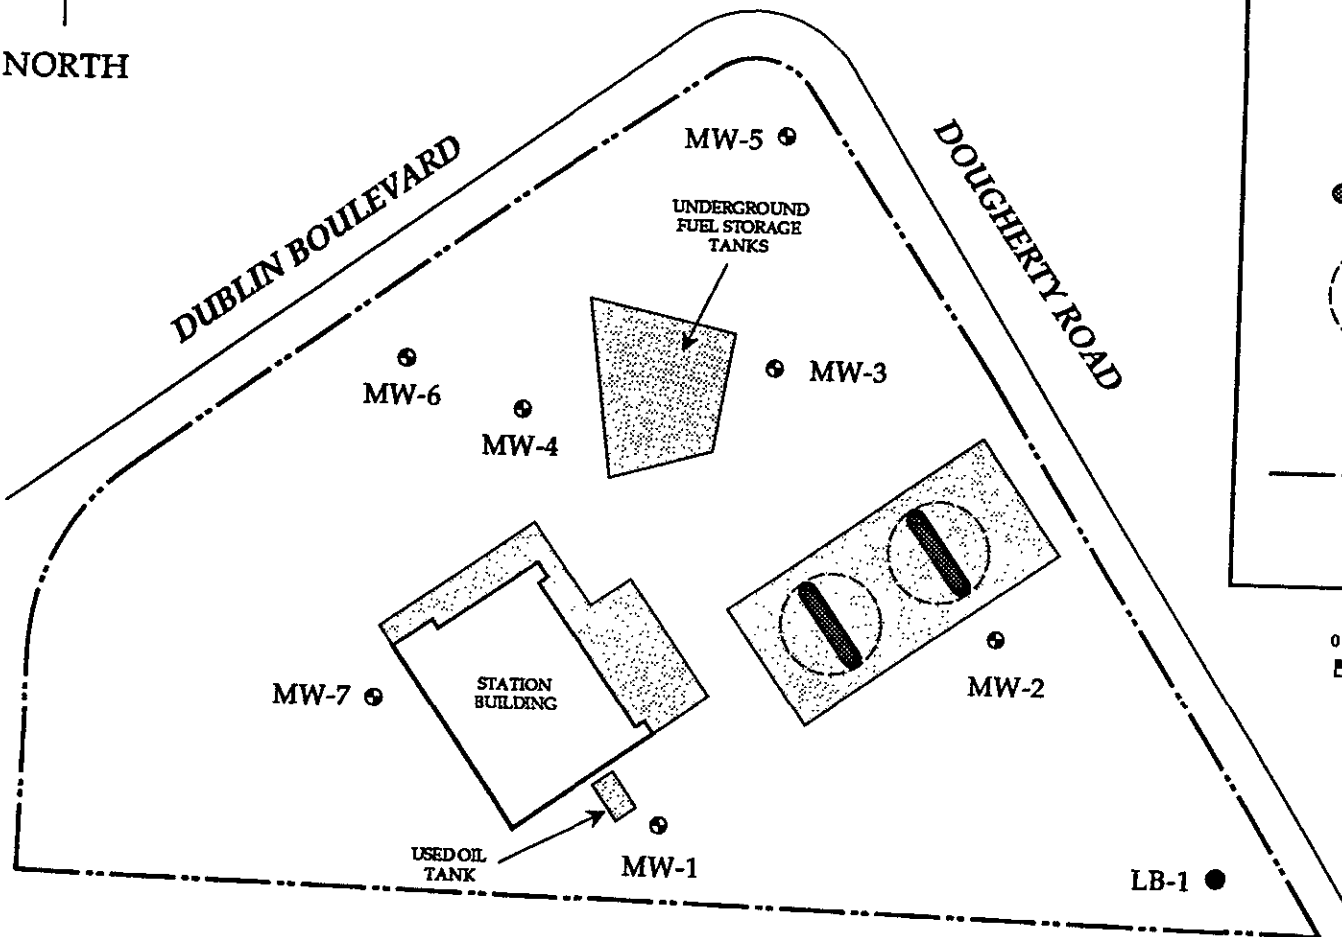 NORTH
DUBLIN BOULEVARD
DOUGHERTY ROAD
MW-5
UNDERGROUND
FUEL STORAGE
TANKS
MW-6
MW-4
MW-3
MW-7
STATION
BUILDING
MW-2
USED OIL
TANK
MW-1
LB-1
0